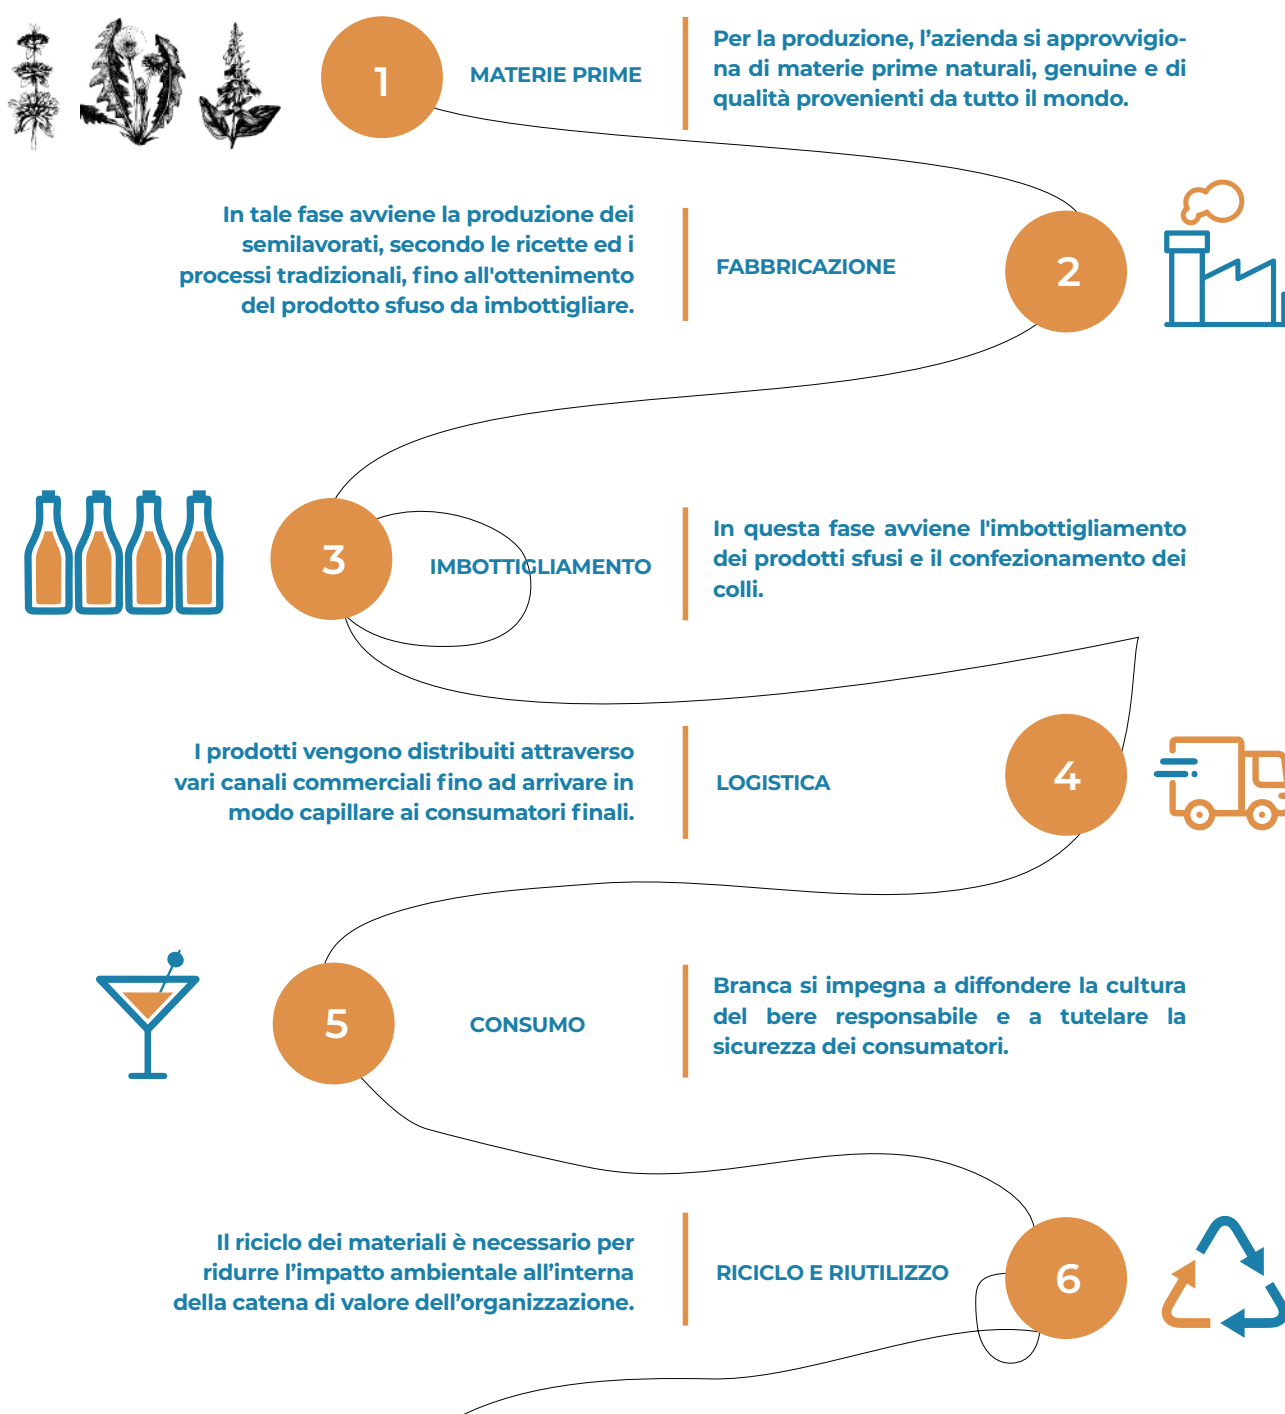 1
MATERIE PRIME
Per la produzione, l’azienda si approvvigio-
na di materie prime naturali, genuine e di
qualità provenienti da tutto il mondo.
In tale fase avviene la produzione dei
semilavorati, secondo le ricette ed i
processi tradizionali, fino all'ottenimento
del prodotto sfuso da imbottigliare.
FABBRICAZIONE
2
3
IMBOTTIGLIAMENTO
In questa fase avviene l'imbottigliamento
dei prodotti sfusi e il confezionamento dei
colli.
I prodotti vengono distribuiti attraverso
vari canali commerciali fino ad arrivare in
modo capillare ai consumatori finali.
LOGISTICA
4
5
CONSUMO
Branca si impegna a diffondere la cultura
del bere responsabile e a tutelare la
sicurezza dei consumatori.
Il riciclo dei materiali è necessario per
ridurre l’impatto ambientale all’interna
della catena di valore dell’organizzazione.
RICICLO E RIUTILIZZO
6